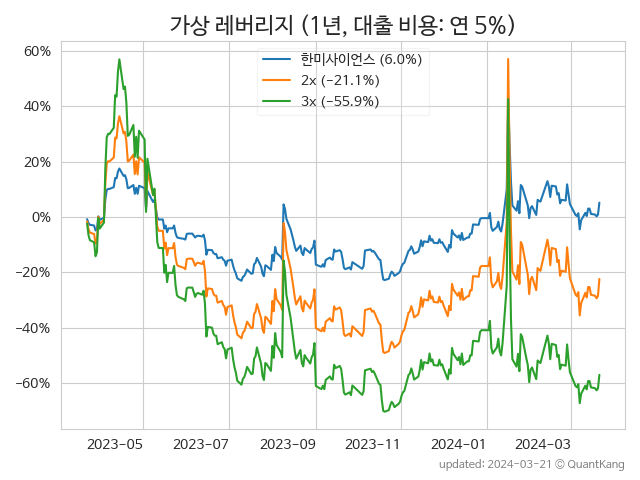 가상 레버리지 (1년, 대출 비용: 연 5%)
한미사이언스 (6.0%)
2x (−21.1%)
3x (−55.9%)
60%
40%
20%
0%
−20%
−40%
−60%
2023-05 2023-07 2023-09 2023-11 2024-01 2024-03
updated: 2024-03-21 © QuantKang